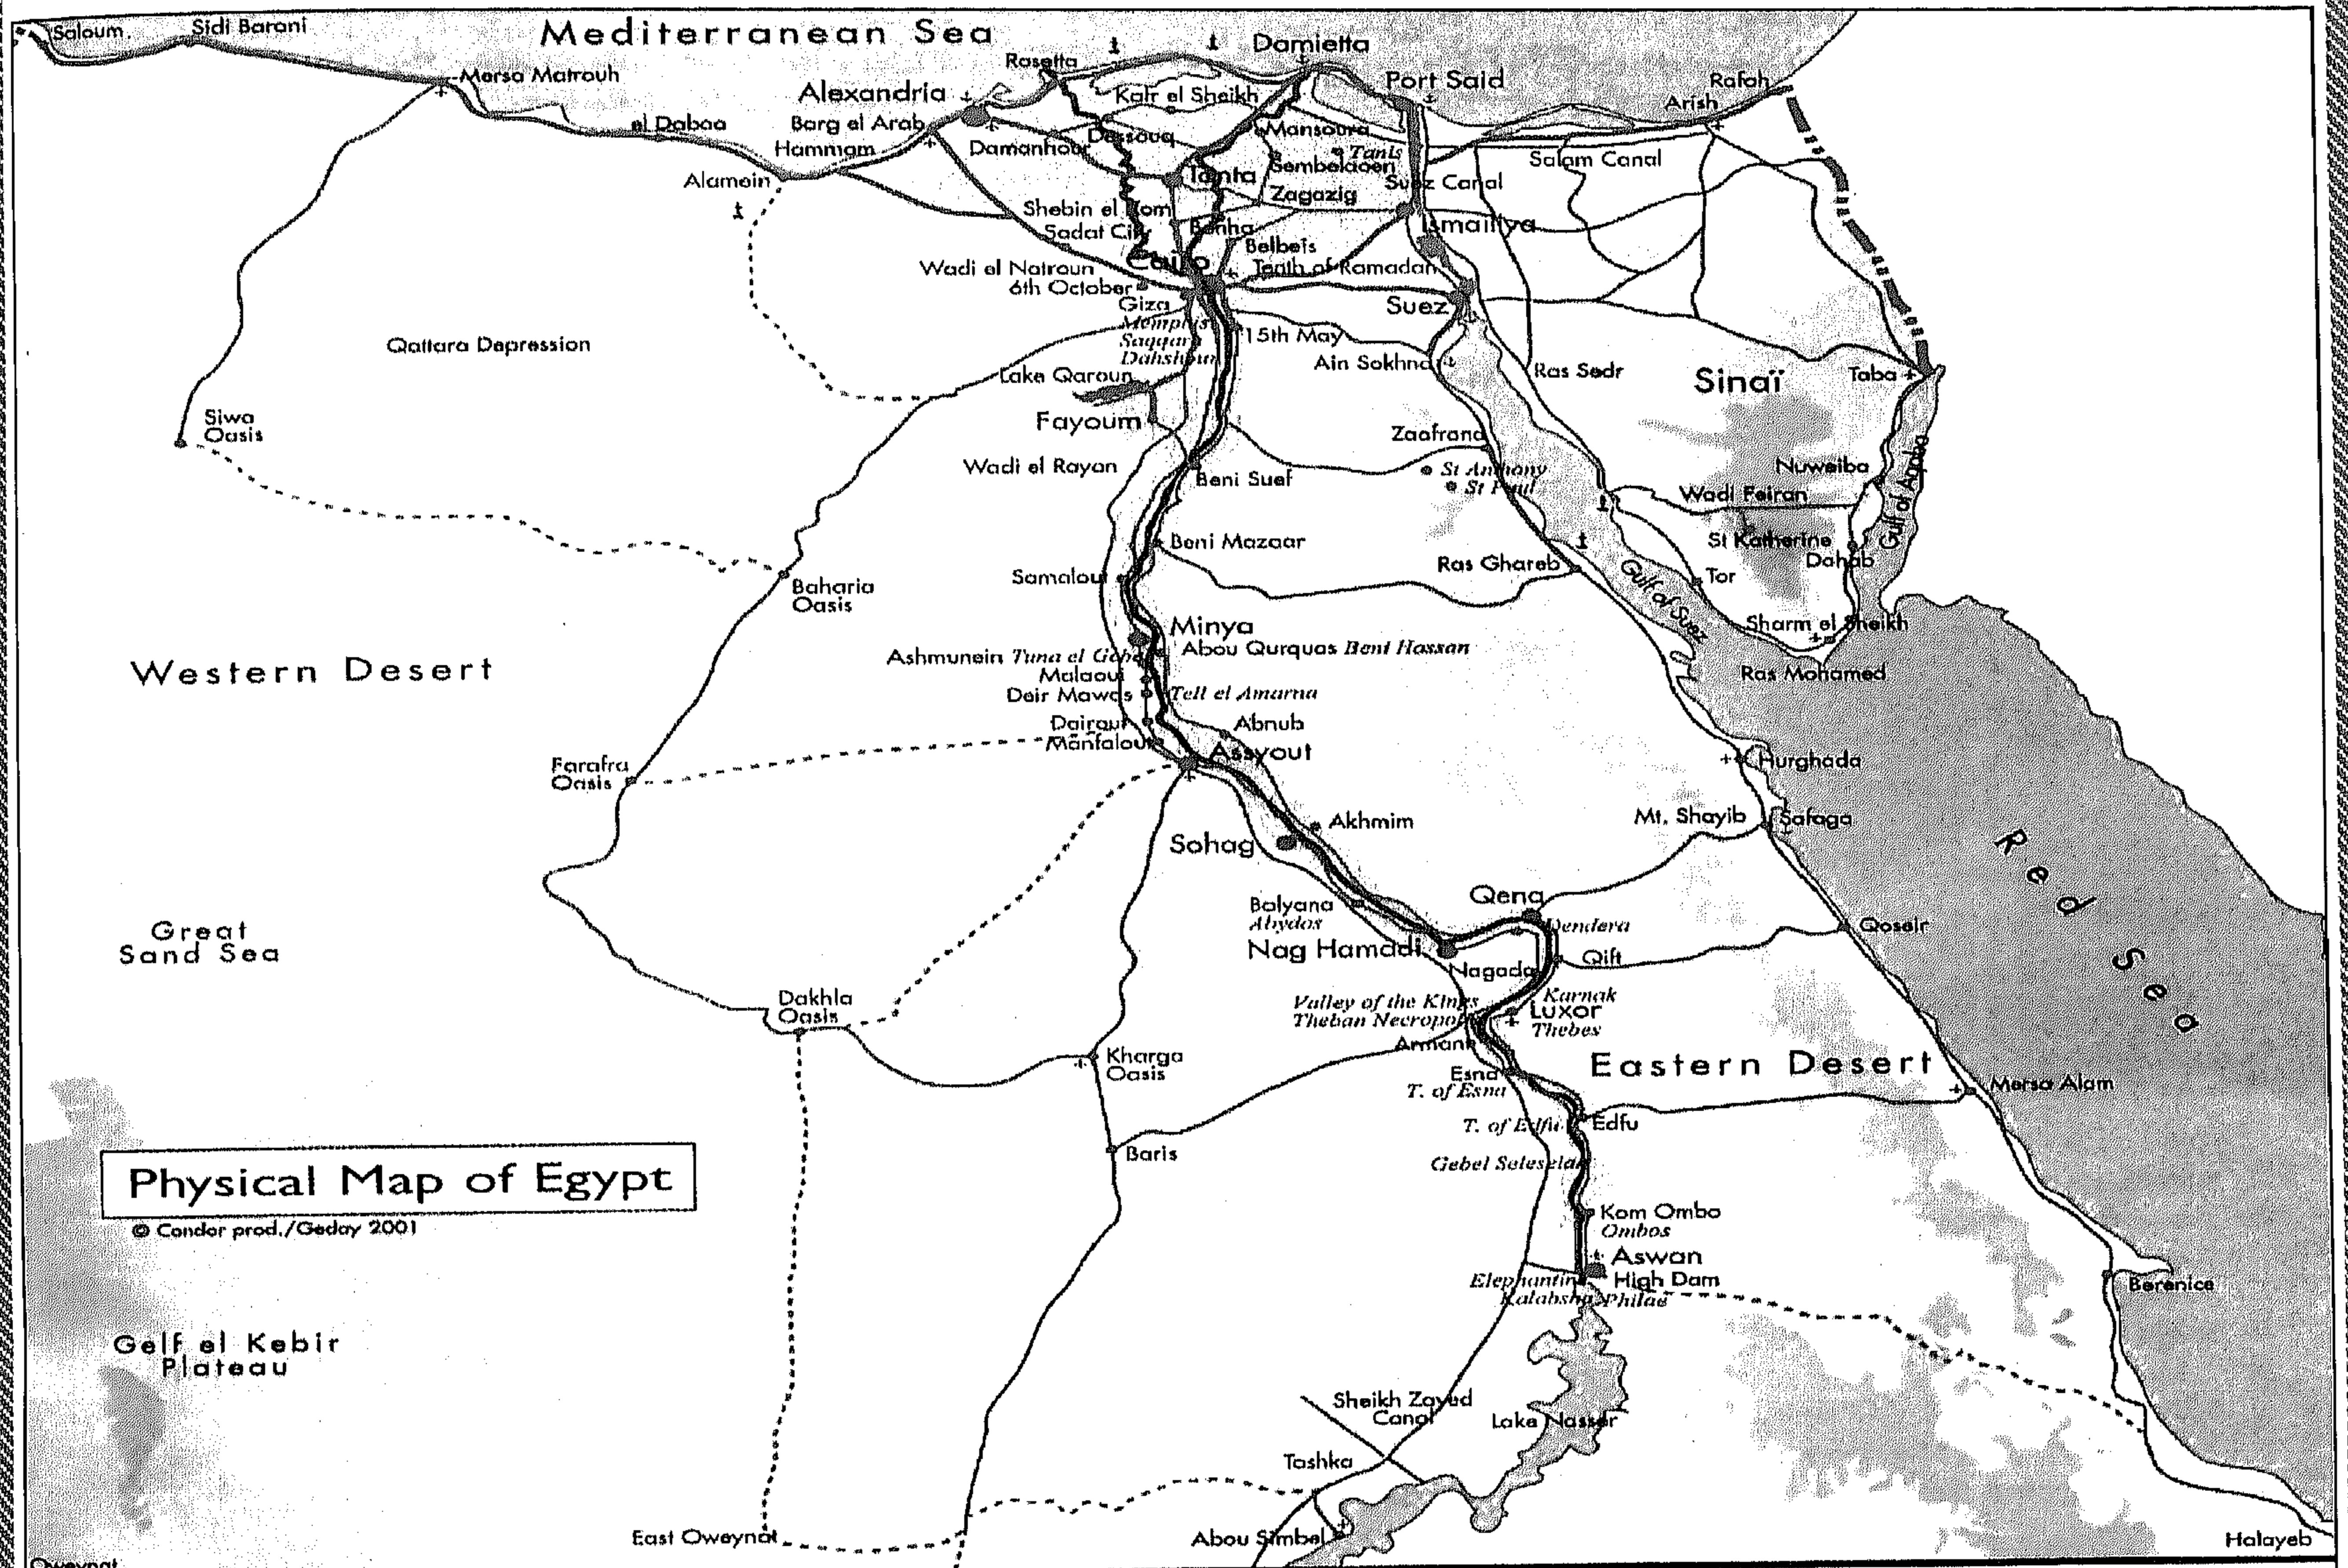 Saloum.
Sidi Barani
Mediterranean Sea
Mersa Matrouh
Rosetta
Damietta
Alexandria
Port Said
Rafah
Kafr el Sheikh
Arish
el Dabaa
Borg el Arab
Hammam
Damanhour
Dessouq
Mansoura
Tanis
Salam Canal
Alamein
Tanta
Suez Canal
Zagazig
Shebin el Kom
Sadat City
Benha
Ismailiya
Belbeis
Cairo
Tenth of Ramadan
Wadi el Natroun
6th October
Giza
Suez
Memphis
Saqqara
Dahshour
15th May
Qattara Depression
Ain Sokhna
Ras Sedr
Sinaï
Taba
Lake Qaroun
Fayoum
Siwa
Oasis
Zaafrana
Wadi el Rayan
Beni Suef
St Anthony
St Paul
Nuweiba
Wadi Feiran
Gulf of Aqaba
Beni Mazaar
St Katherine
Dahab
Samalout
Ras Ghareb
Gulf of Suez
Tor
Baharia
Oasis
Minya
Sharm el Sheikh
Ashmunein Tuna el Gebel
Abou Qurquas Beni Hassan
Western Desert
Malaoui
Ras Mohamed
Deir Mawas
Tell el Amarna
Dairout
Abnub
Manfalout
Assyout
Farafra
Oasis
Hurghada
Akhmim
Mt. Shayib
Safaga
Sohag
Red Sea
Qena
Balyana
Abydos
Dendera
Qoseir
Great
Sand Sea
Nag Hamadi
Nagada
Qift
Dakhla
Oasis
Valley of the Kings
Theban Necropolis
Karnak
Luxor
Thebes
Armant
Kharga
Oasis
Esna
T. of Esna
Eastern Desert
Mersa Alam
T. of Edfu
Edfu
Baris
Gebel Selesela
Physical Map of Egypt
© Condor prod./Geday 2001
Kom Ombo
Ombos
Aswan
High Dam
Elephantine
Kalabsha
Philae
Berenice
Gelf el Kebir
Plateau
Sheikh Zayed
Canal
Lake Nasser
Toshka
East Oweynat
Abou Simbel
Halayeb
Oweynat